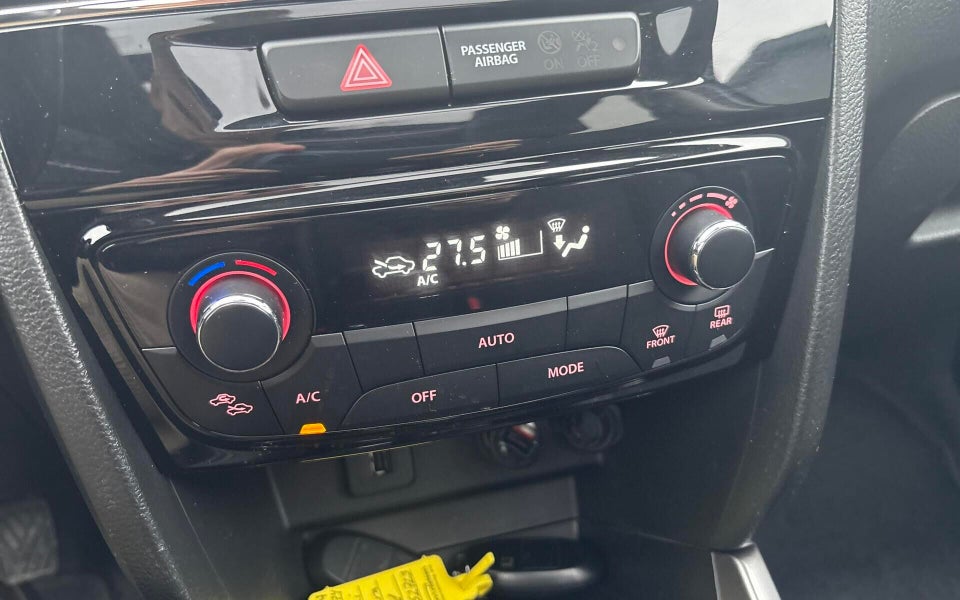 PASSENGER
AIRBAG
ON OFF
27.5
A/C
AUTO
FRONT
REAR
A/C
OFF
MODE